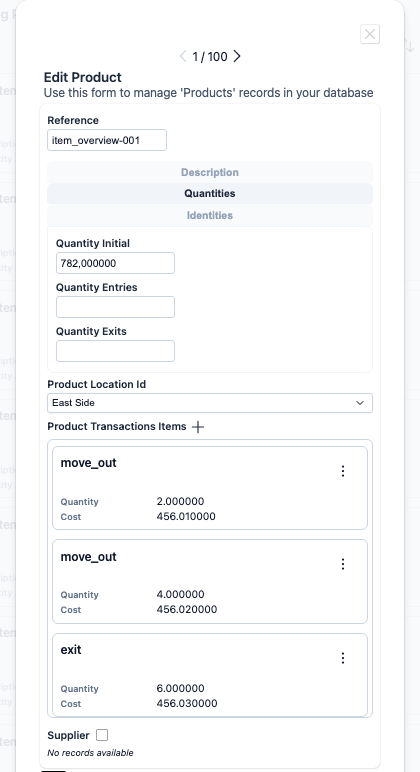 1 / 100
Edit Product
Use this form to manage 'Products' records in your database
Reference
item_overview-001
Description
Quantities
Identities
Quantity Initial
782,000000
Quantity Entries
Quantity Exits
Product Location Id
East Side
Product Transactions Items
move_out
Quantity 2.000000
Cost 456.010000
move_out
Quantity 4.000000
Cost 456.020000
exit
Quantity 6.000000
Cost 456.030000
Supplier
No records available